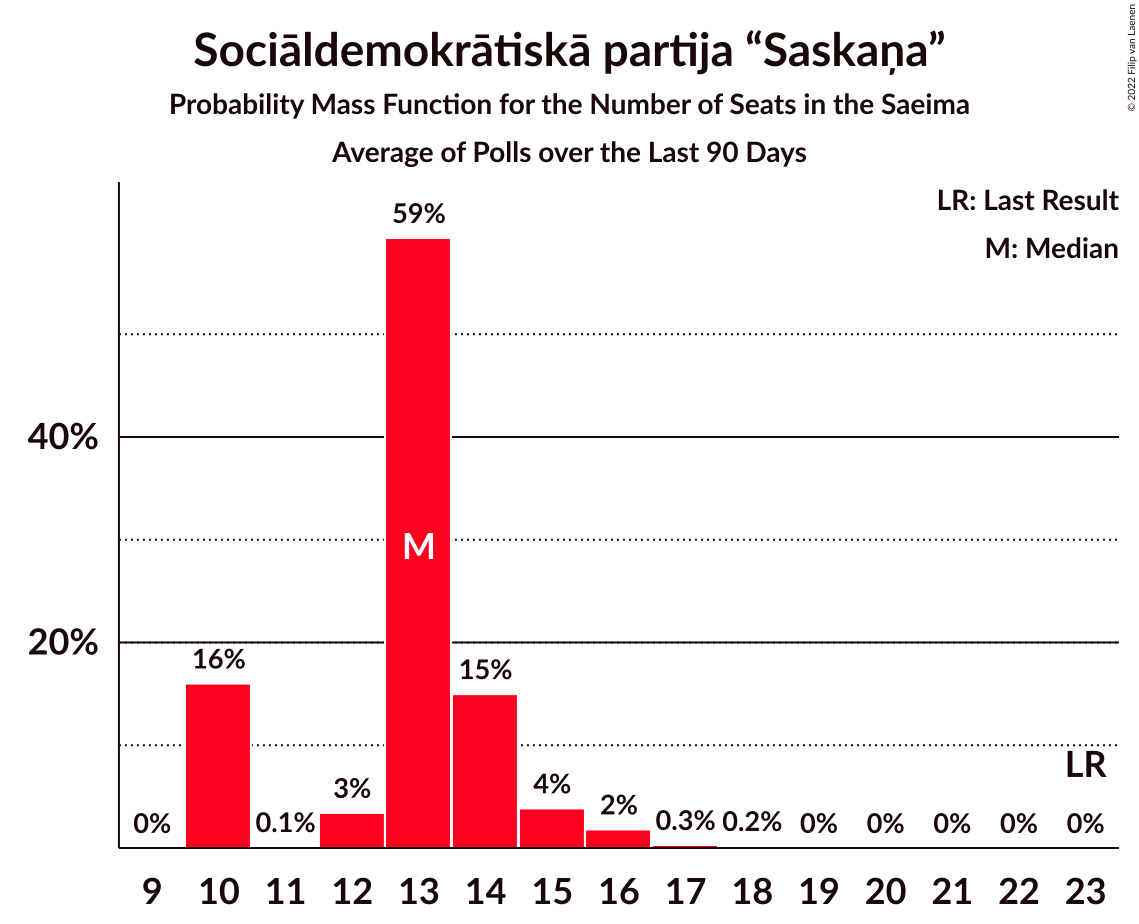 Sociāldemokrātiskā partija “Saskaņa”
Probability Mass Function for the Number of Seats in the Saeima
Average of Polls over the Last 90 Days
© 2022 Filip van Laenen
LR: Last Result
M: Median
59%
40%
M
20%
16%
15%
LR
3%
4%
2%
0%
0.1%
0.3%
0.2%
0%
0%
0%
0%
0%
9 10 11 12 13 14 15 16 17 18 19 20 21 22 23